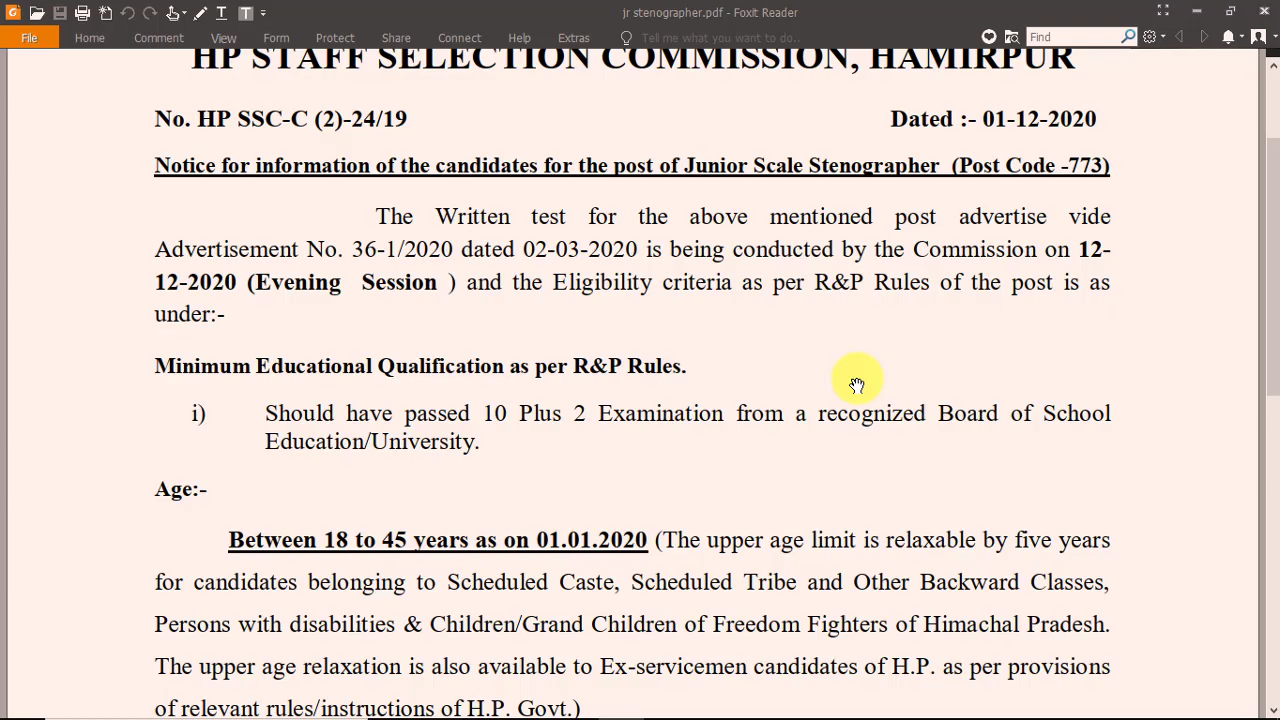 jr stenographer.pdf - Foxit Reader
File Home Comment View Form Protect Share Connect Help Extras Tell me what you want to do.. Find
HP STAFF SELECTION COMMISSION, HAMIRPUR
No. HP SSC-C (2)-24/19 Dated :- 01-12-2020
Notice for information of the candidates for the post of Junior Scale Stenographer (Post Code -773)
The Written test for the above mentioned post advertise vide
Advertisement No. 36-1/2020 dated 02-03-2020 is being conducted by the Commission on 12-
12-2020 (Evening Session ) and the Eligibility criteria as per R&P Rules of the post is as
under:-
Minimum Educational Qualification as per R&P Rules.
i) Should have passed 10 Plus 2 Examination from a recognized Board of School
Education/University.
Age:-
Between 18 to 45 years as on 01.01.2020 (The upper age limit is relaxable by five years
for candidates belonging to Scheduled Caste, Scheduled Tribe and Other Backward Classes,
Persons with disabilities & Children/Grand Children of Freedom Fighters of Himachal Pradesh.
The upper age relaxation is also available to Ex-servicemen candidates of H.P. as per provisions
of relevant rules/instructions of H.P. Govt.)